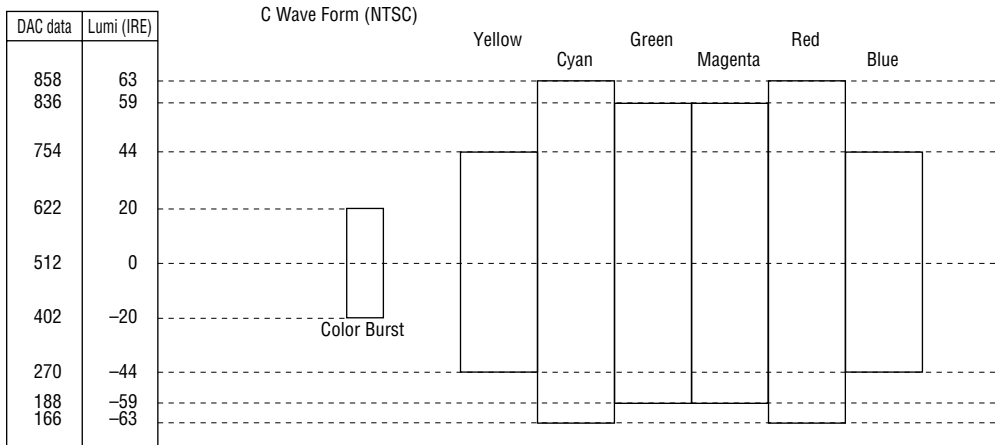 C Wave Form (NTSC)
DAC data Lumi (IRE)
Yellow Green Red
Cyan Magenta Blue
858 63
836 59
754 44
622 20
512 0
402 –20
Color Burst
270 –44
188 –59
166 –63